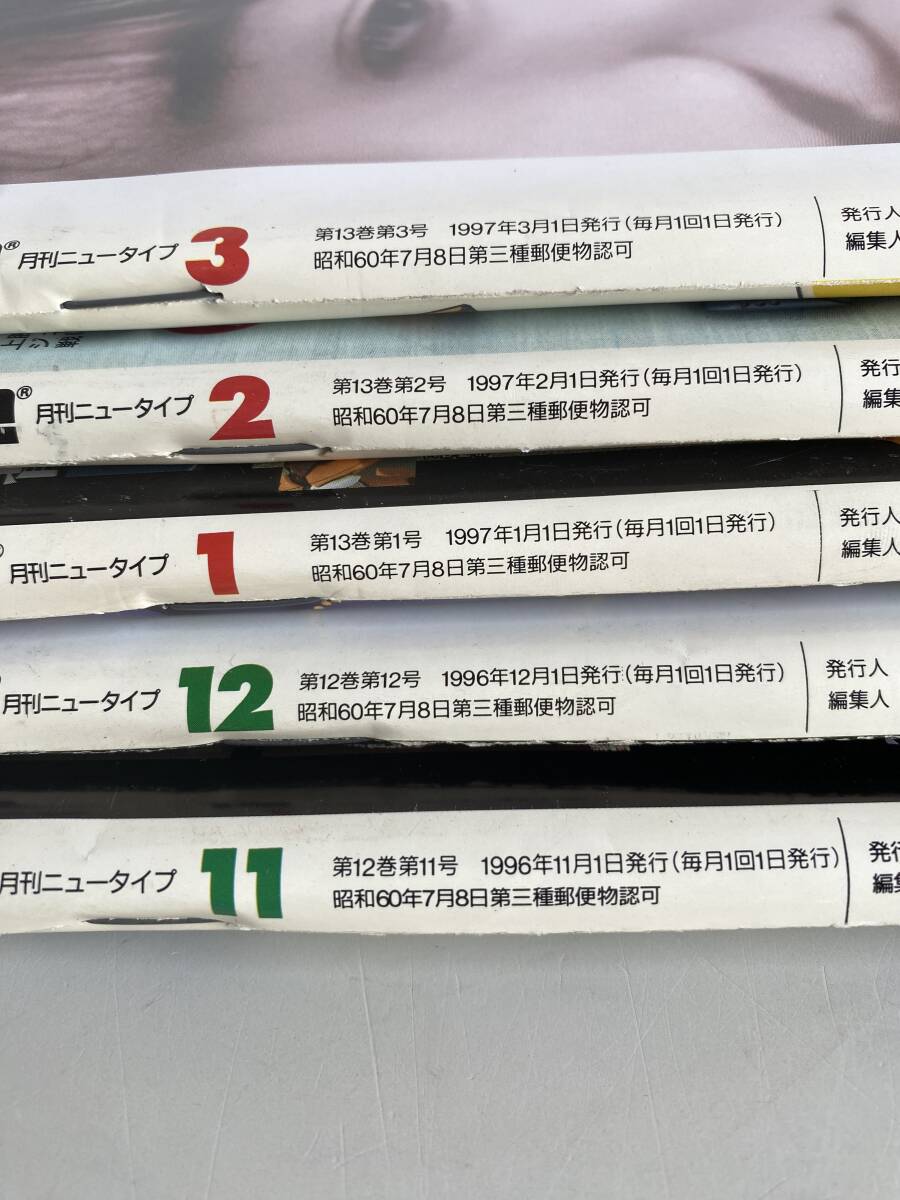 月刊ニュータイプ 3 第13巻第3号 1997年3月1日発行(毎月1回1日発行) 発行人
昭和60年7月8日第三種郵便物認可 編集人
月刊ニュータイプ 2 第13巻第2号 1997年2月1日発行(毎月1回1日発行) 発行
昭和60年7月8日第三種郵便物認可 編集
月刊ニュータイプ 1 第13巻第1号 1997年1月1日発行(毎月1回1日発行) 発行人
昭和60年7月8日第三種郵便物認可 編集人
月刊ニュータイプ 12 第12巻第12号 1996年12月1日発行(毎月1回1日発行) 発行人
昭和60年7月8日第三種郵便物認可 編集人
月刊ニュータイプ 11 第12巻第11号 1996年11月1日発行(毎月1回1日発行) 発行
昭和60年7月8日第三種郵便物認可 編集